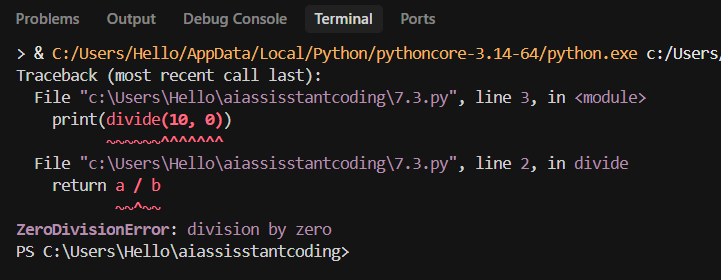 Problems Output Debug Console Terminal Ports
> & C:/Users/Hello/AppData/Local/Python/pythoncore-3.14-64/python.exe c:/Users/
Traceback (most recent call last):
  File "c:\Users\Hello\aiassisstantcoding\7.3.py", line 3, in <module>
    print(divide(10, 0))
          ~~~~~~^^^^^^^
  File "c:\Users\Hello\aiassisstantcoding\7.3.py", line 2, in divide
    return a / b
           ~~^~~
ZeroDivisionError: division by zero
PS C:\Users\Hello\aiassisstantcoding>